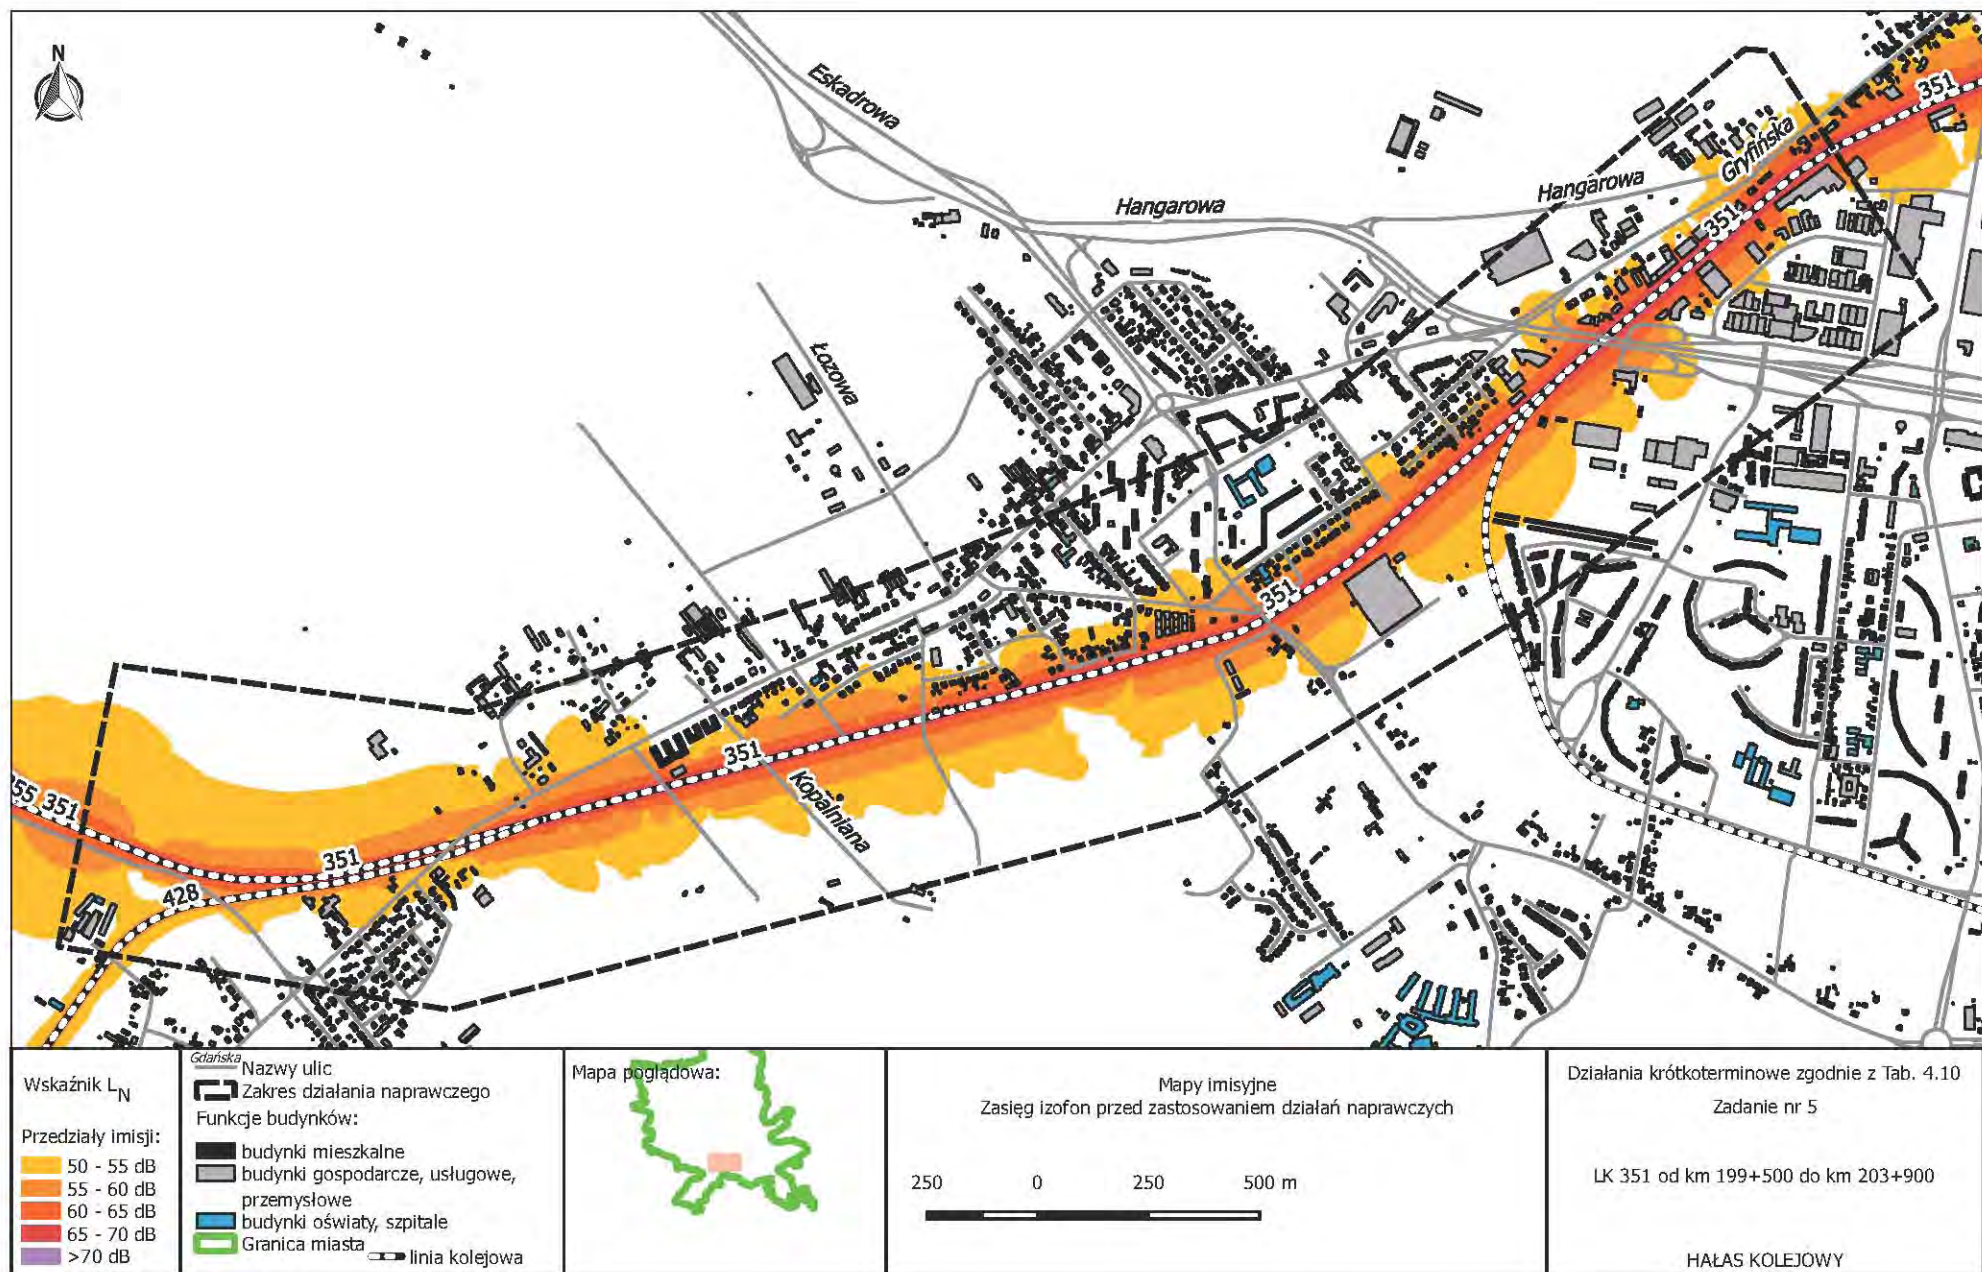 N
Eskadrowa
351
Gryfińska
Hangarowa
Hangarowa
351
Łozowa
351
351
Kopalniana
351
351
428
Wskaźnik LN
Przedziały imisji:
50 - 55 dB
55 - 60 dB
60 - 65 dB
65 - 70 dB
>70 dB
Gdańska
Nazwy ulic
Zakres działania naprawczego
Funkcje budynków:
budynki mieszkalne
budynki gospodarcze, usługowe,
przemysłowe
budynki oświaty, szpitale
Granica miasta
linia kolejowa
Mapa poglądowa:
Mapy imisyjne
Zasięg izofon przed zastosowaniem działań naprawczych
250 0 250 500 m
Działania krótkoterminowe zgodnie z Tab. 4.10
Zadanie nr 5
LK 351 od km 199+500 do km 203+900
HAŁAS KOLEJOWY